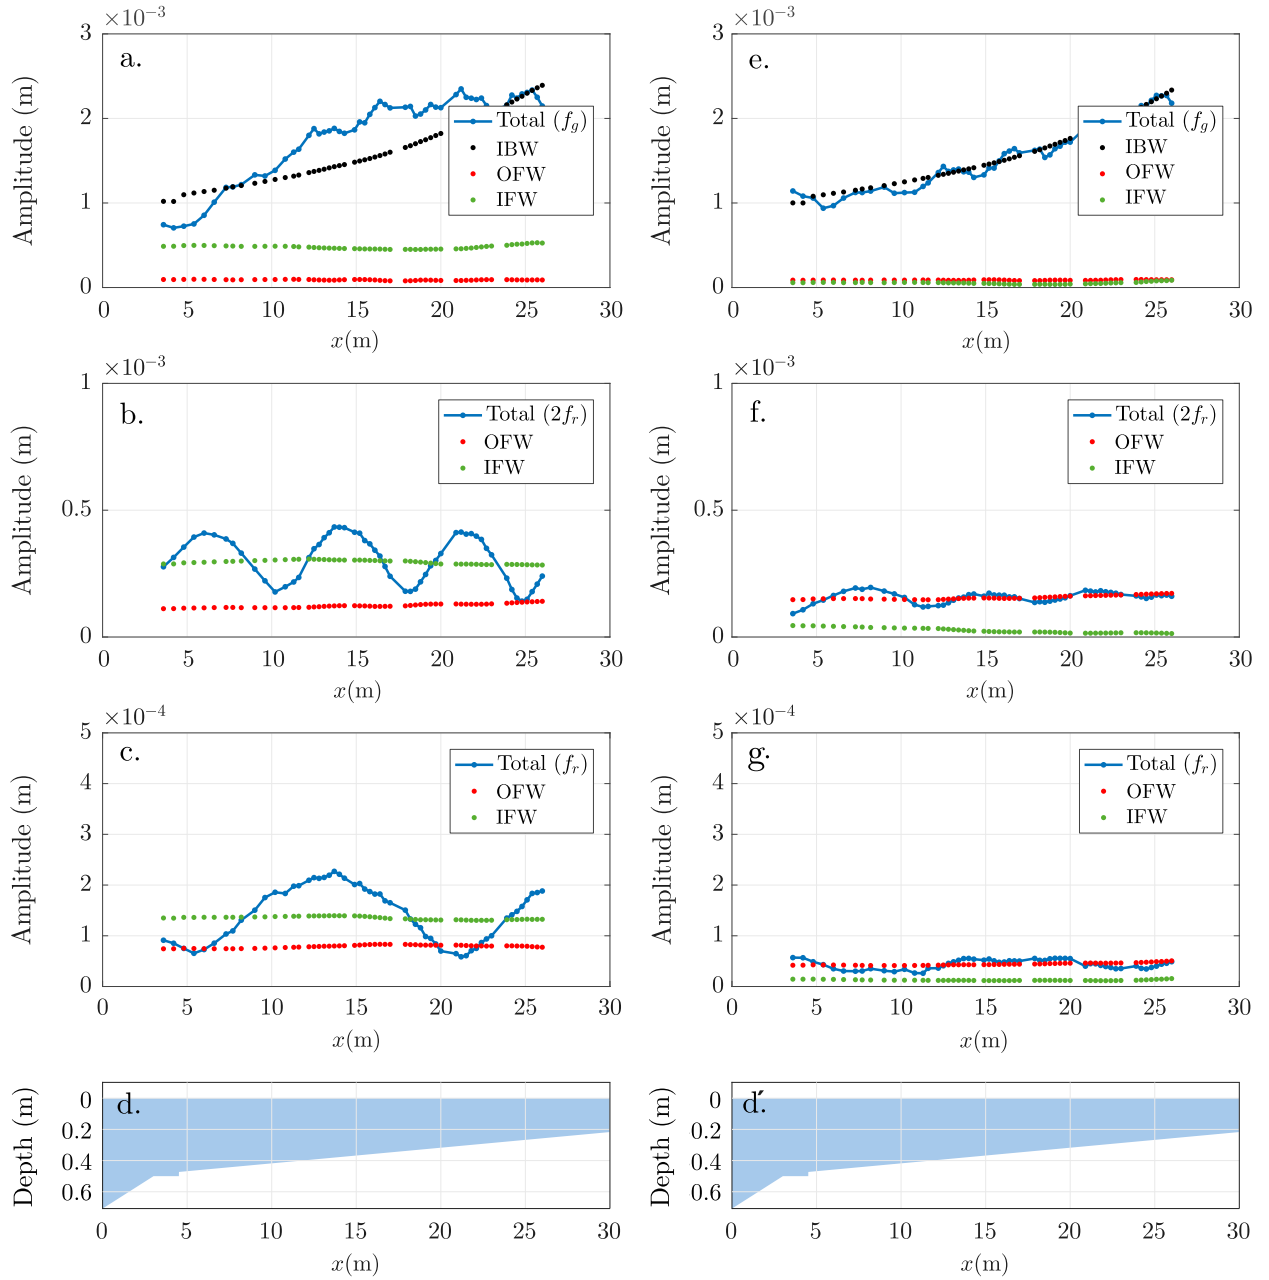 ×10⁻³
a.
3
2
1
0
Amplitude (m)
Total (f_g)
IBW
OFW
IFW
0 5 10 15 20 25 30
x(m)
×10⁻³
e.
3
2
1
0
Amplitude (m)
Total (f_g)
IBW
OFW
IFW
0 5 10 15 20 25 30
x(m)
×10⁻³
b.
1
0.5
0
Amplitude (m)
Total (2f_r)
OFW
IFW
0 5 10 15 20 25 30
x(m)
×10⁻³
f.
1
0.5
0
Amplitude (m)
Total (2f_r)
OFW
IFW
0 5 10 15 20 25 30
x(m)
×10⁻⁴
c.
5
4
3
2
1
0
Amplitude (m)
Total (f_r)
OFW
IFW
0 5 10 15 20 25 30
x(m)
×10⁻⁴
g.
5
4
3
2
1
0
Amplitude (m)
Total (f_r)
OFW
IFW
0 5 10 15 20 25 30
x(m)
d.
0
0.2
0.4
0.6
Depth (m)
0 5 10 15 20 25 30
x(m)
d′.
0
0.2
0.4
0.6
Depth (m)
0 5 10 15 20 25 30
x(m)